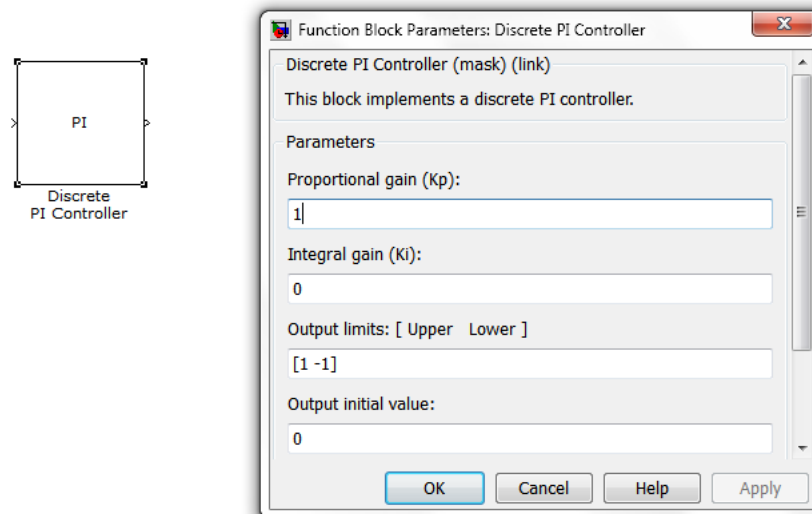 Function Block Parameters: Discrete PI Controller
Discrete PI Controller (mask) (link)
This block implements a discrete PI controller.
Parameters
Proportional gain (Kp):
1
Integral gain (Ki):
0
Output limits: [ Upper   Lower ]
[1 -1]
Output initial value:
0
OK Cancel Help Apply
PI
Discrete
PI Controller